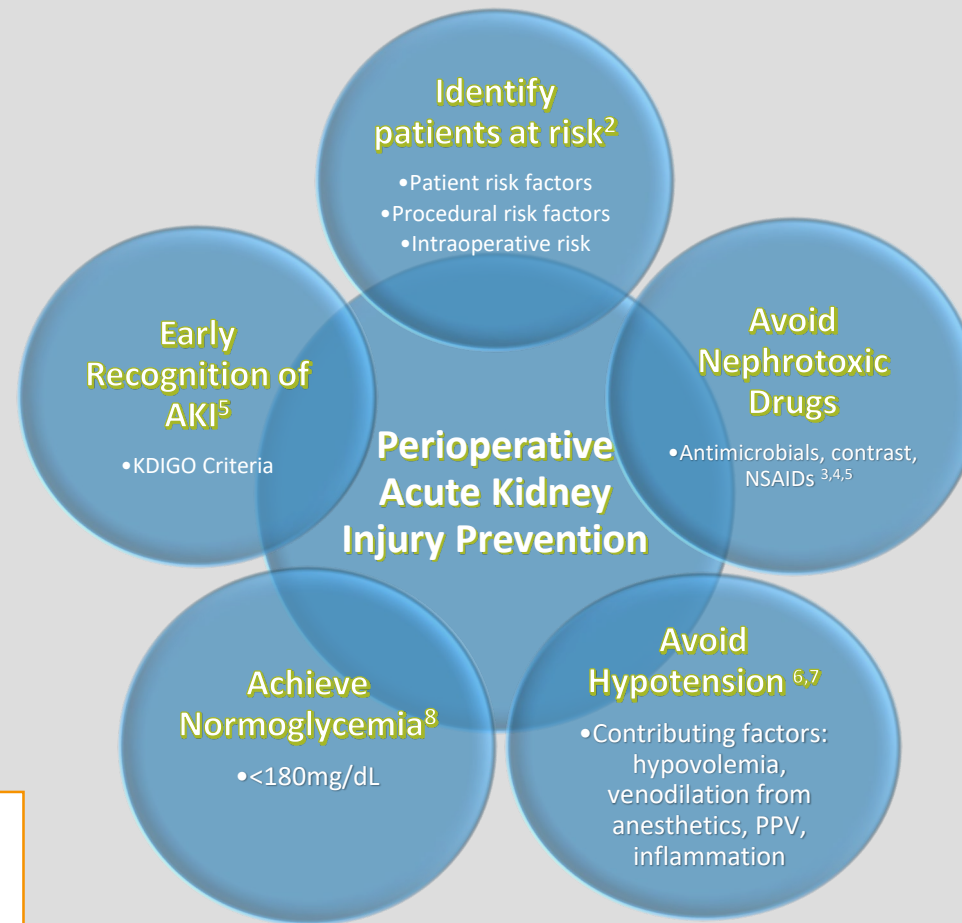 Identify
patients at risk²
•Patient risk factors
•Procedural risk factors
•Intraoperative risk
Avoid
Nephrotoxic
Drugs
•Antimicrobials, contrast,
NSAIDs ³,⁴,⁵
Avoid
Hypotension ⁶,⁷
•Contributing factors:
hypovolemia,
venodilation from
anesthetics, PPV,
inflammation
Achieve
Normoglycemia⁸
•<180mg/dL
Early
Recognition of
AKI⁵
•KDIGO Criteria
Perioperative
Acute Kidney
Injury Prevention